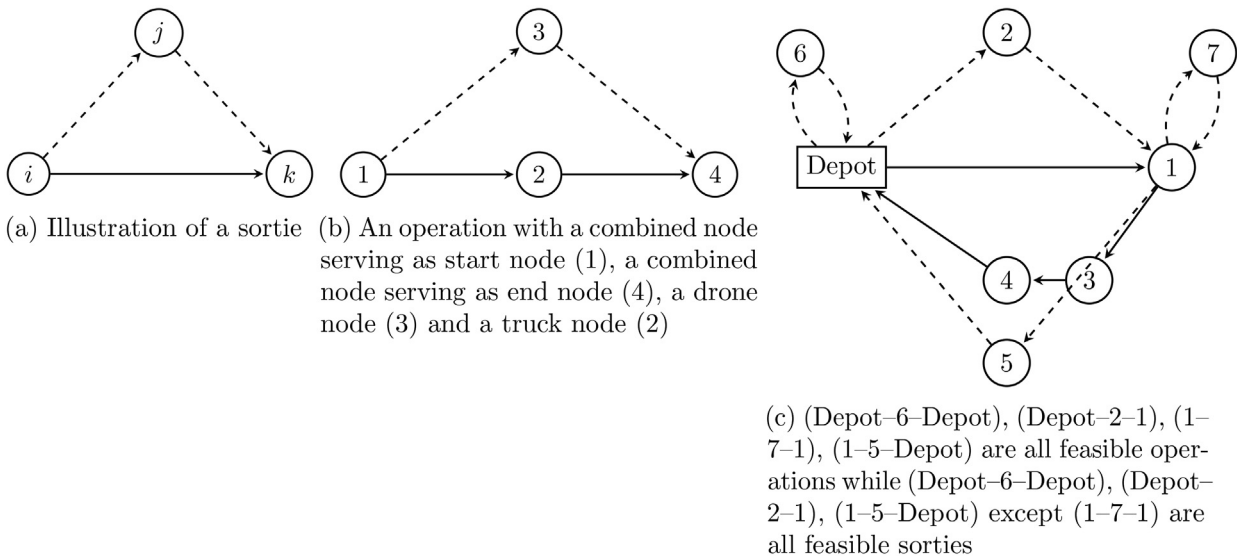 j
i
k
(a) Illustration of a sortie
3
1
2
4
(b) An operation with a combined node
serving as start node (1), a combined
node serving as end node (4), a drone
node (3) and a truck node (2)
6
2
7
Depot
1
4
3
5
(c) (Depot–6–Depot), (Depot–2–1), (1–
7–1), (1–5–Depot) are all feasible oper-
ations while (Depot–6–Depot), (Depot–
2–1), (1–5–Depot) except (1–7–1) are
all feasible sorties